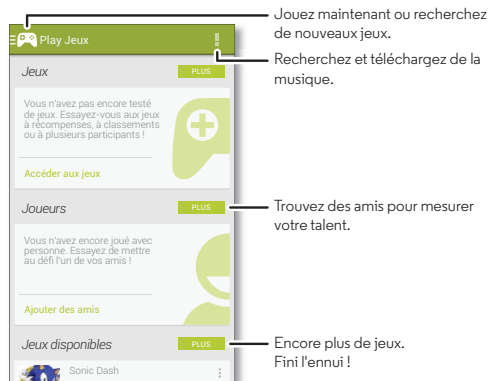 Play Jeux
Jouez maintenant ou recherchez
de nouveaux jeux.
Recherchez et téléchargez de la
musique.
Jeux
PLUS
Vous n'avez pas encore testé
de jeux. Essayez-vous aux jeux
à récompenses, à classements
ou à plusieurs participants !
Accéder aux jeux
Joueurs
PLUS
Trouvez des amis pour mesurer
votre talent.
Vous n'avez encore joué avec
personne. Essayez de mettre
au défi l'un de vos amis !
Ajouter des amis
Jeux disponibles
PLUS
Encore plus de jeux.
Fini l'ennui !
Sonic Dash